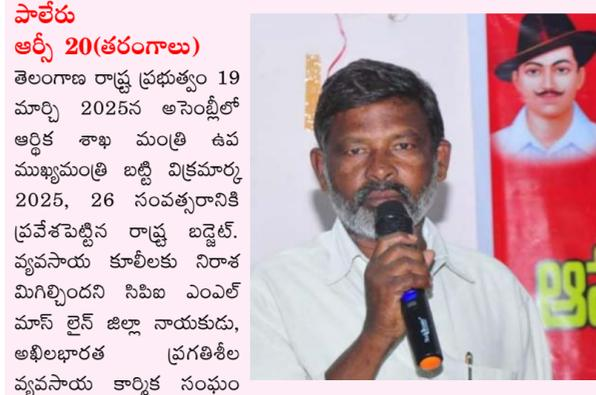 పాలేరు
ఆర్సీ 20(తరంగాలు)
తెలంగాణ రాష్ట్ర ప్రభుత్వం 19
మార్చి 2025న అసెంబ్లీలో
ఆర్థిక శాఖ మంత్రి ఉప
ముఖ్యమంత్రి బట్టి విక్రమార్క
2025, 26 సంవత్సరానికి
ప్రవేశపెట్టిన రాష్ట్ర బడ్జెట్.
వ్యవసాయ కూలీలకు నిరాశ
మిగిల్చిందని సిపిఐ ఎంఎల్
మాస్ లైన్ జిల్లా నాయకుడు,
అఖిలభారత ప్రగతిశీల
వ్యవసాయ కార్మిక సంఘం